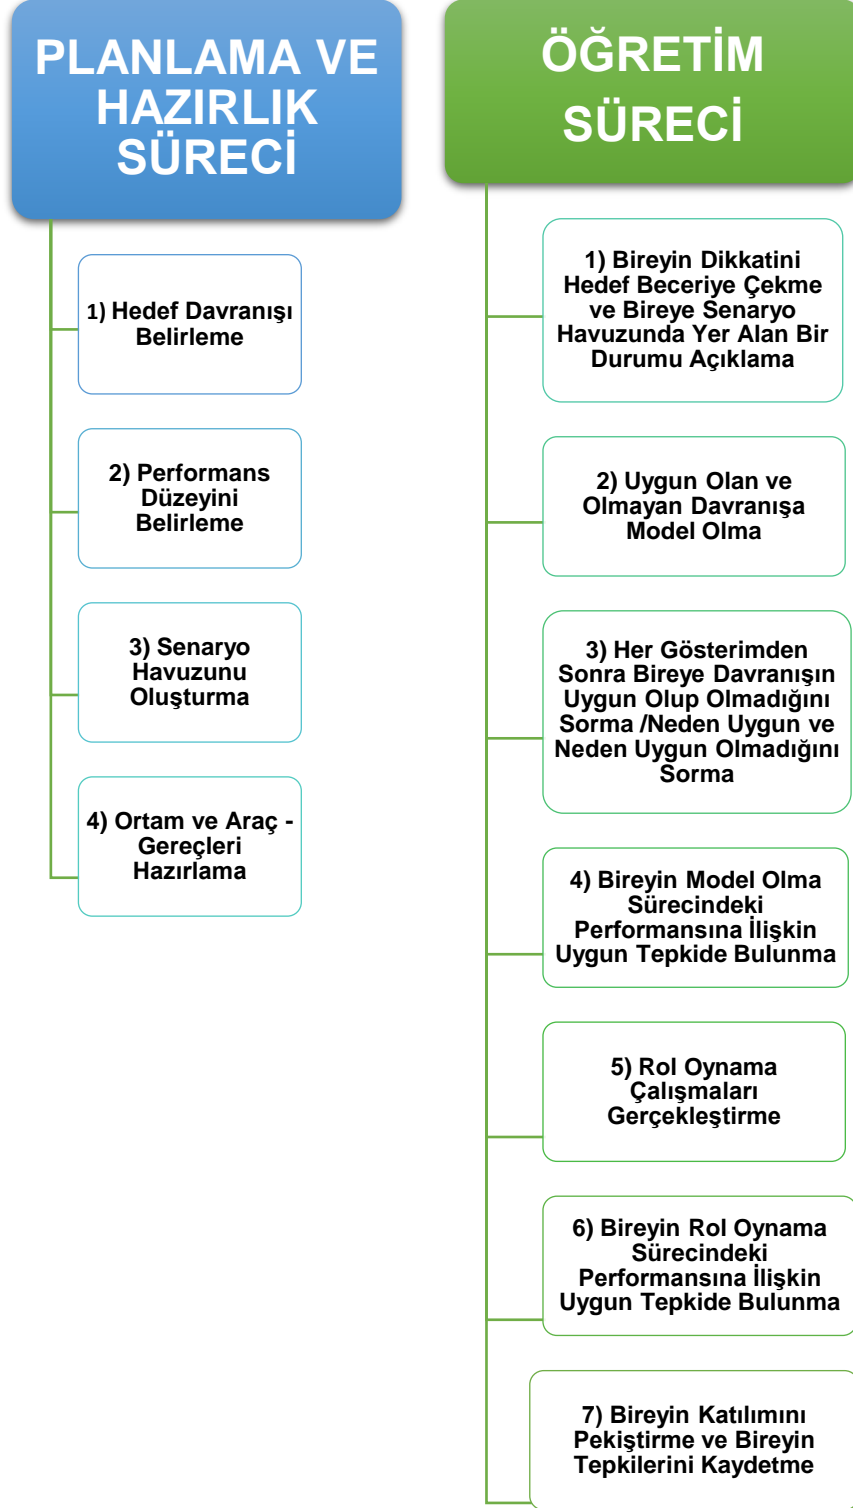 PLANLAMA VE
HAZIRLIK
SÜRECİ
1) Hedef Davranışı
Belirleme
2) Performans
Düzeyini
Belirleme
3) Senaryo
Havuzunu
Oluşturma
4) Ortam ve Araç -
Gereçleri
Hazırlama
ÖĞRETİM
SÜRECİ
1) Bireyin Dikkatini
Hedef Beceriye Çekme
ve Bireye Senaryo
Havuzunda Yer Alan Bir
Durumu Açıklama
2) Uygun Olan ve
Olmayan Davranışa
Model Olma
3) Her Gösterimden
Sonra Bireye Davranışın
Uygun Olup Olmadığını
Sorma /Neden Uygun ve
Neden Uygun Olmadığını
Sorma
4) Bireyin Model Olma
Sürecindeki
Performansına İlişkin
Uygun Tepkide Bulunma
5) Rol Oynama
Çalışmaları
Gerçekleştirme
6) Bireyin Rol Oynama
Sürecindeki
Performansına İlişkin
Uygun Tepkide Bulunma
7) Bireyin Katılımını
Pekiştirme ve Bireyin
Tepkilerini Kaydetme